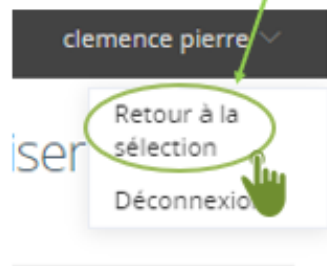 clemence pierre
Retour à la
iser
sélection
Déconnexio